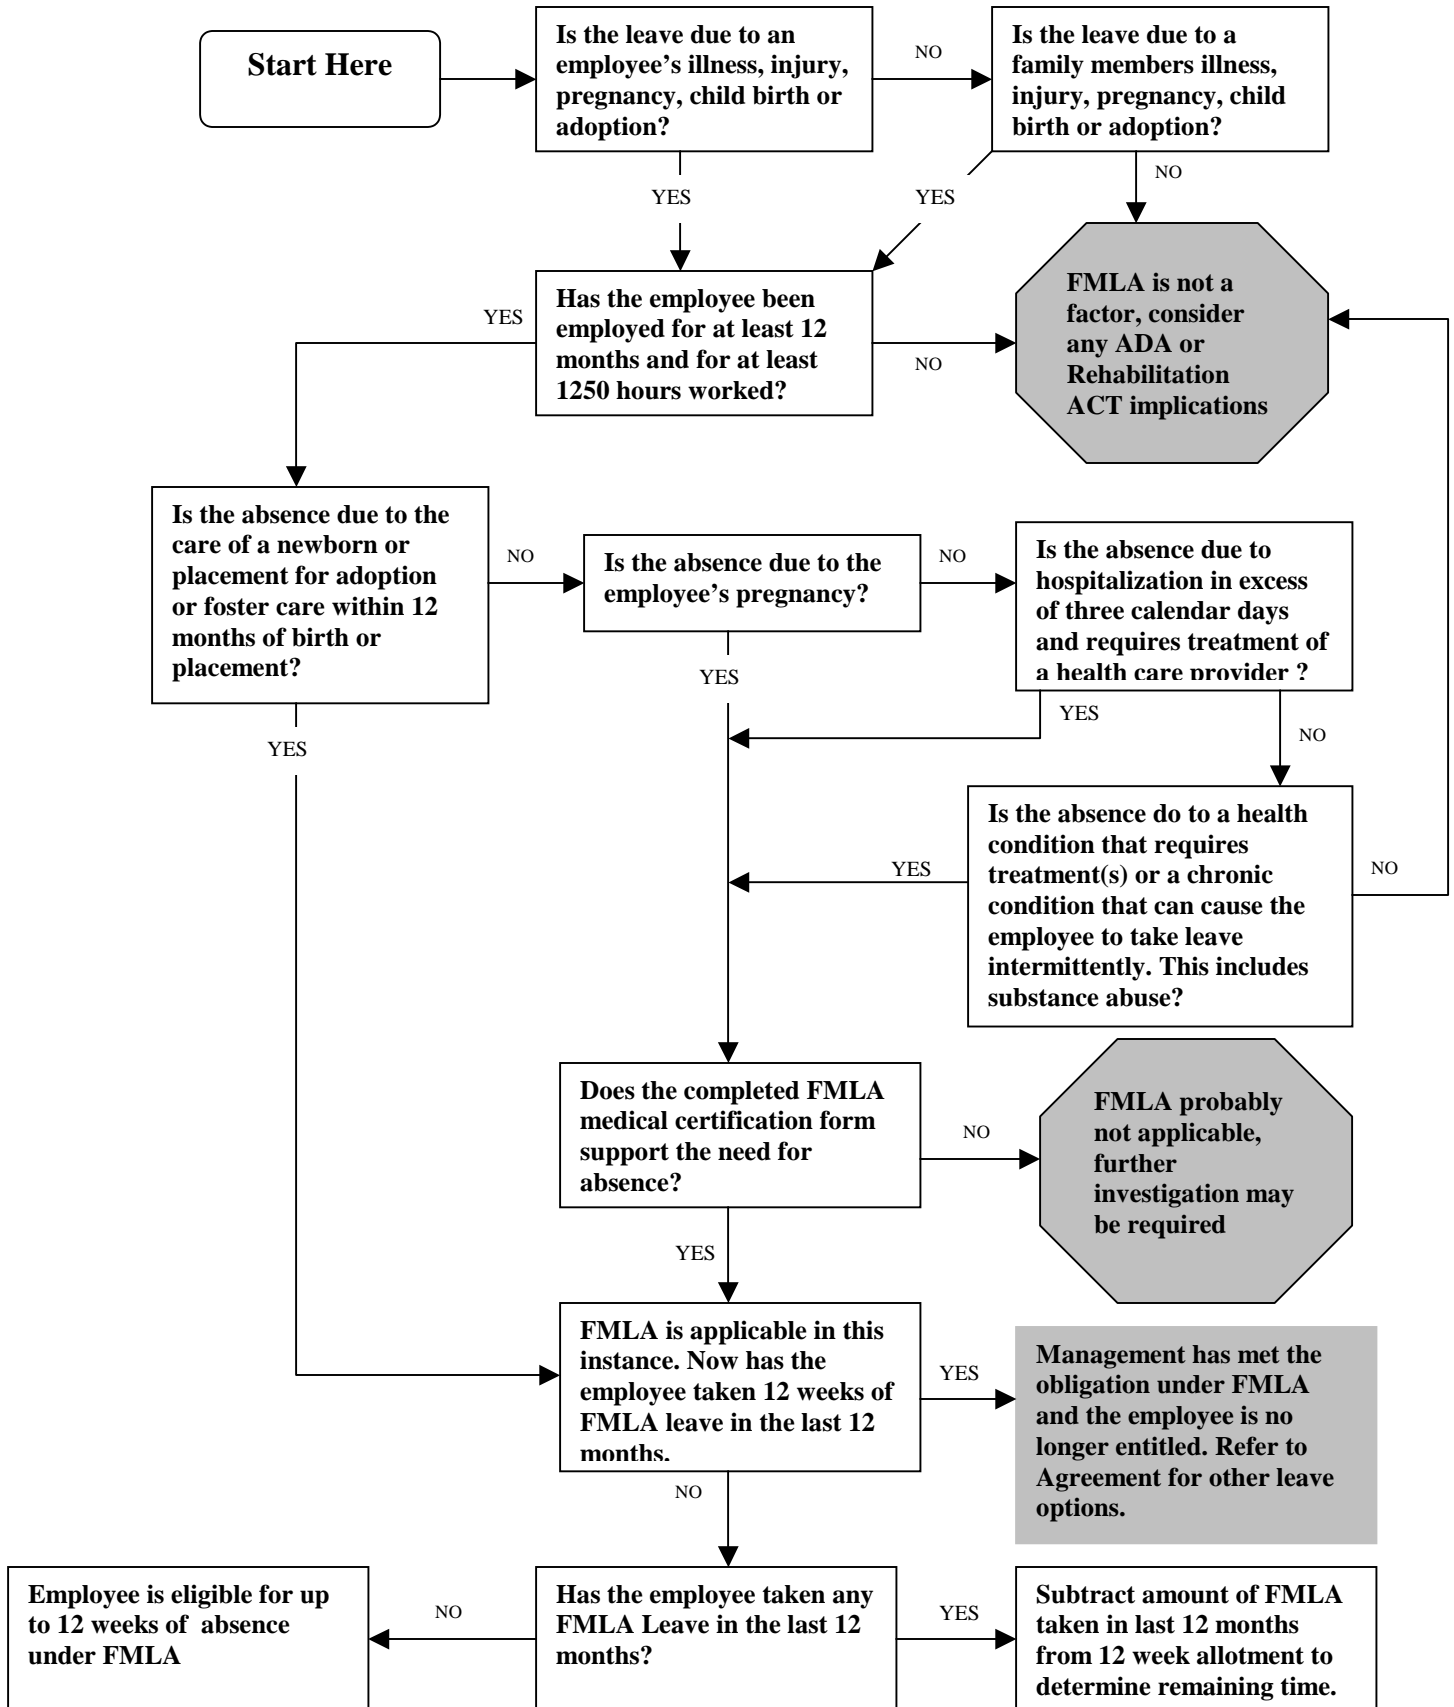 Start Here
Is the leave due to an
employee's illness, injury,
pregnancy, child birth or
adoption?
NO
Is the leave due to a
family members illness,
injury, pregnancy, child
birth or adoption?
YES
YES
NO
Has the employee been
employed for at least 12
months and for at least
1250 hours worked?
YES
NO
FMLA is not a
factor, consider
any ADA or
Rehabilitation
ACT implications
Is the absence due to the
care of a newborn or
placement for adoption
or foster care within 12
months of birth or
placement?
NO
Is the absence due to the
employee's pregnancy?
NO
Is the absence due to
hospitalization in excess
of three calendar days
and requires treatment of
a health care provider ?
YES
YES
YES
NO
Is the absence do to a health
condition that requires
treatment(s) or a chronic
condition that can cause the
employee to take leave
intermittently. This includes
substance abuse?
YES
NO
Does the completed FMLA
medical certification form
support the need for
absence?
NO
FMLA probably
not applicable,
further
investigation may
be required
YES
FMLA is applicable in this
instance. Now has the
employee taken 12 weeks of
FMLA leave in the last 12
months.
YES
Management has met the
obligation under FMLA
and the employee is no
longer entitled. Refer to
Agreement for other leave
options.
NO
Employee is eligible for up
to 12 weeks of absence
under FMLA
NO
Has the employee taken any
FMLA Leave in the last 12
months?
YES
Subtract amount of FMLA
taken in last 12 months
from 12 week allotment to
determine remaining time.